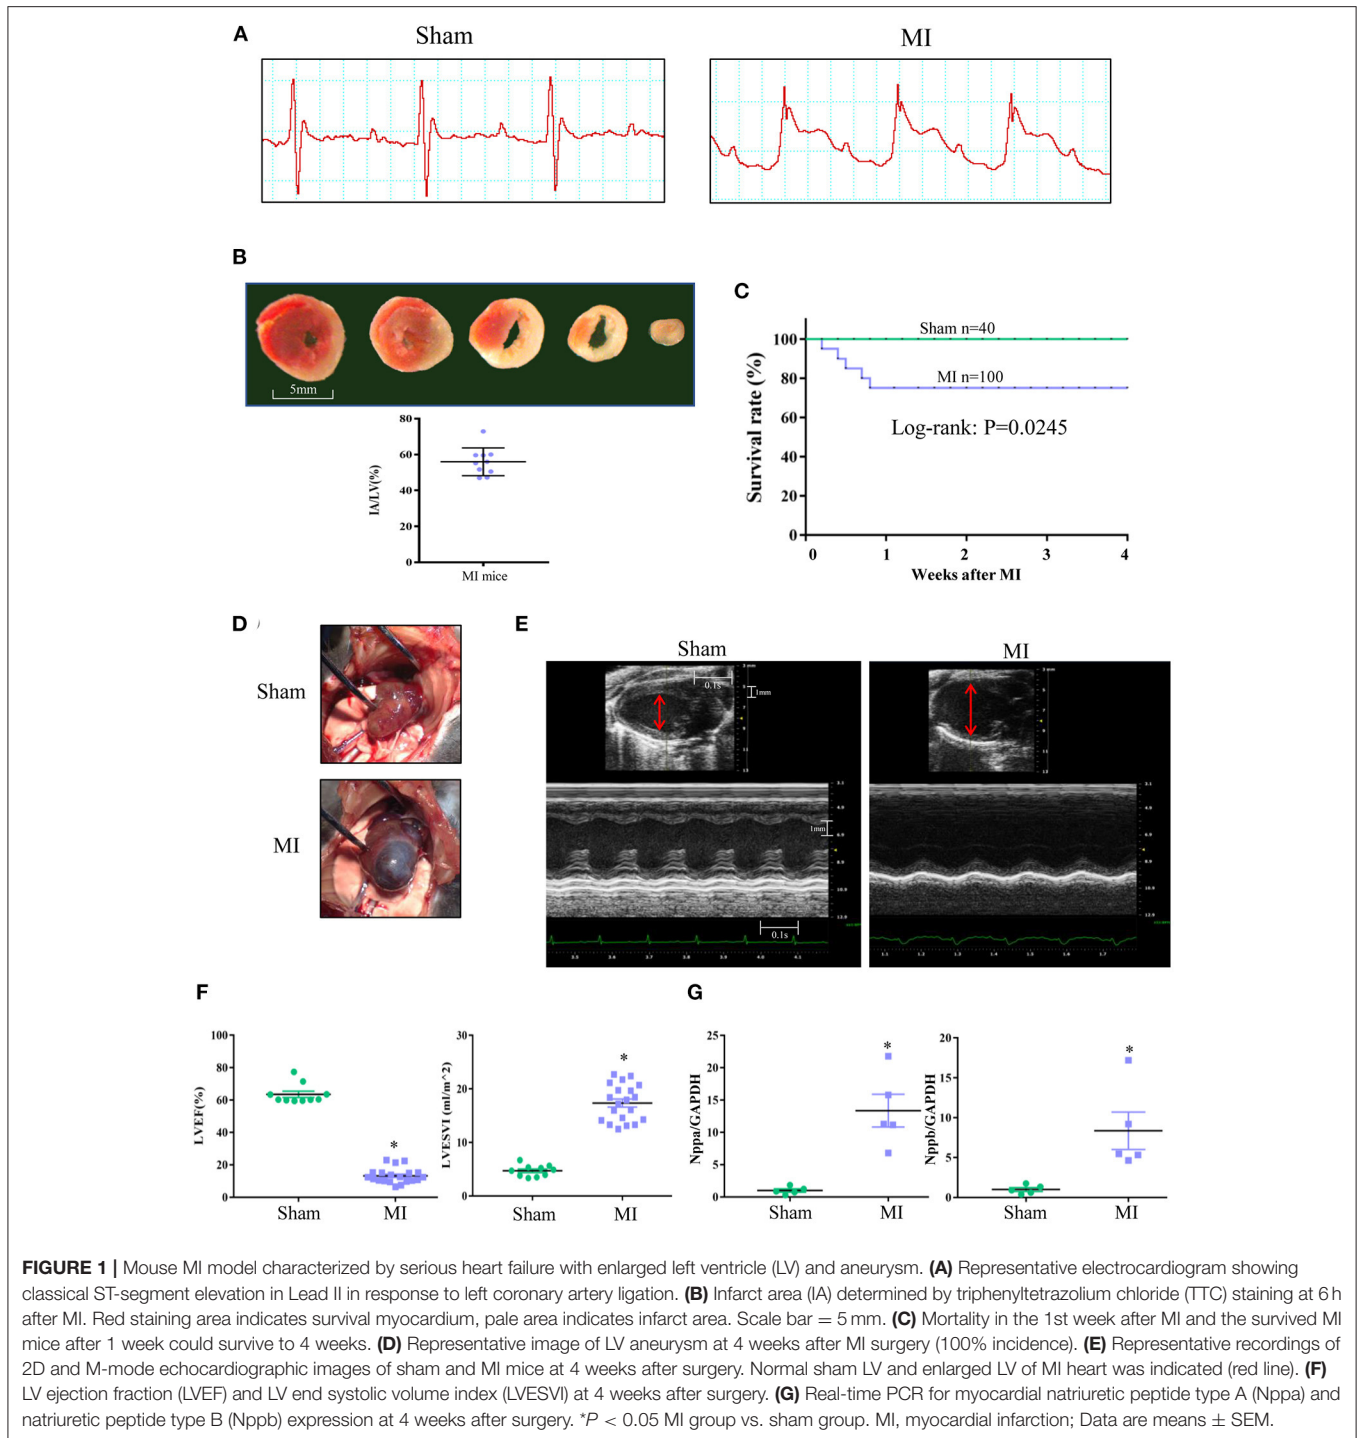 A
Sham
MI
B
5mm
80
60
40
20
0
IA/LV(%)
MI mice
C
Sham n=40
MI n=100
Log-rank: P=0.0245
100
80
60
40
20
0
Survival rate (%)
0 1 2 3 4
Weeks after MI
D
Sham
MI
E
Sham
MI
0.1s
1mm
1mm
0.1s
F
100
80
60
40
20
0
LVEF(%)
*
Sham MI
30
20
10
0
LVESVI (ml/m^2)
*
Sham MI
G
25
20
15
10
5
0
Nppa/GAPDH
*
Sham MI
20
15
10
5
0
Nppb/GAPDH
*
Sham MI
FIGURE 1 | Mouse MI model characterized by serious heart failure with enlarged left ventricle (LV) and aneurysm. (A) Representative electrocardiogram showing
classical ST-segment elevation in Lead II in response to left coronary artery ligation. (B) Infarct area (IA) determined by triphenyltetrazolium chloride (TTC) staining at 6 h
after MI. Red staining area indicates survival myocardium, pale area indicates infarct area. Scale bar = 5 mm. (C) Mortality in the 1st week after MI and the survived MI
mice after 1 week could survive to 4 weeks. (D) Representative image of LV aneurysm at 4 weeks after MI surgery (100% incidence). (E) Representative recordings of
2D and M-mode echocardiographic images of sham and MI mice at 4 weeks after surgery. Normal sham LV and enlarged LV of MI heart was indicated (red line). (F)
LV ejection fraction (LVEF) and LV end systolic volume index (LVESVI) at 4 weeks after surgery. (G) Real-time PCR for myocardial natriuretic peptide type A (Nppa) and
natriuretic peptide type B (Nppb) expression at 4 weeks after surgery. *P < 0.05 MI group vs. sham group. MI, myocardial infarction; Data are means ± SEM.